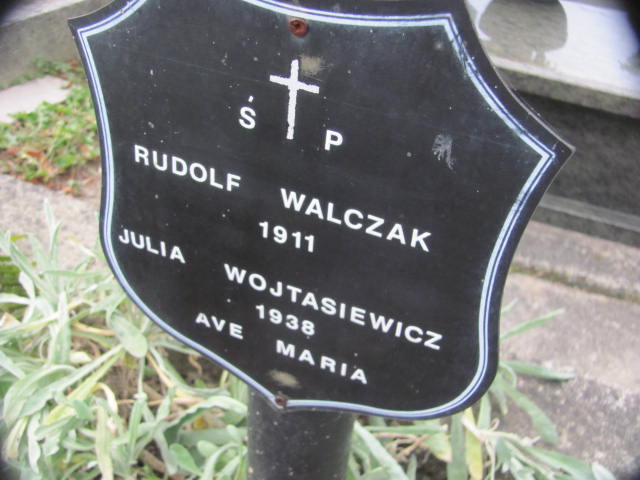 Ś P
RUDOLF WALCZAK
1911
JULIA WOJTASIEWICZ
1938
AVE MARIA